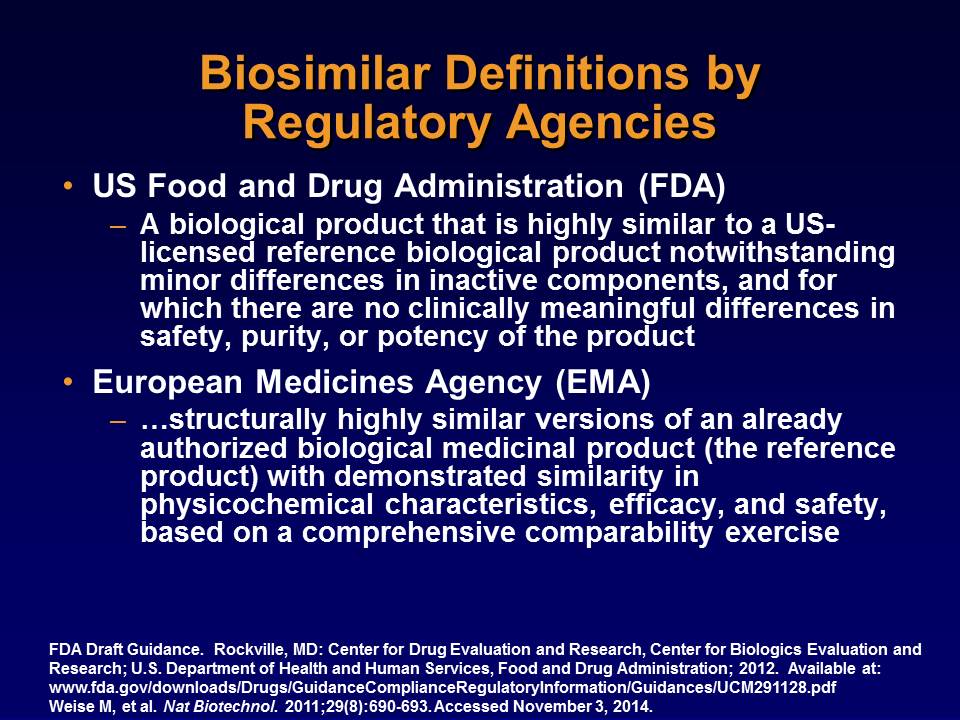 Biosimilar Definitions by
Regulatory Agencies
• US Food and Drug Administration (FDA)
– A biological product that is highly similar to a US-
licensed reference biological product notwithstanding
minor differences in inactive components, and for
which there are no clinically meaningful differences in
safety, purity, or potency of the product
• European Medicines Agency (EMA)
– …structurally highly similar versions of an already
authorized biological medicinal product (the reference
product) with demonstrated similarity in
physicochemical characteristics, efficacy, and safety,
based on a comprehensive comparability exercise
FDA Draft Guidance. Rockville, MD: Center for Drug Evaluation and Research, Center for Biologics Evaluation and
Research; U.S. Department of Health and Human Services, Food and Drug Administration; 2012. Available at:
www.fda.gov/downloads/Drugs/GuidanceComplianceRegulatoryInformation/Guidances/UCM291128.pdf
Weise M, et al. Nat Biotechnol. 2011;29(8):690-693. Accessed November 3, 2014.